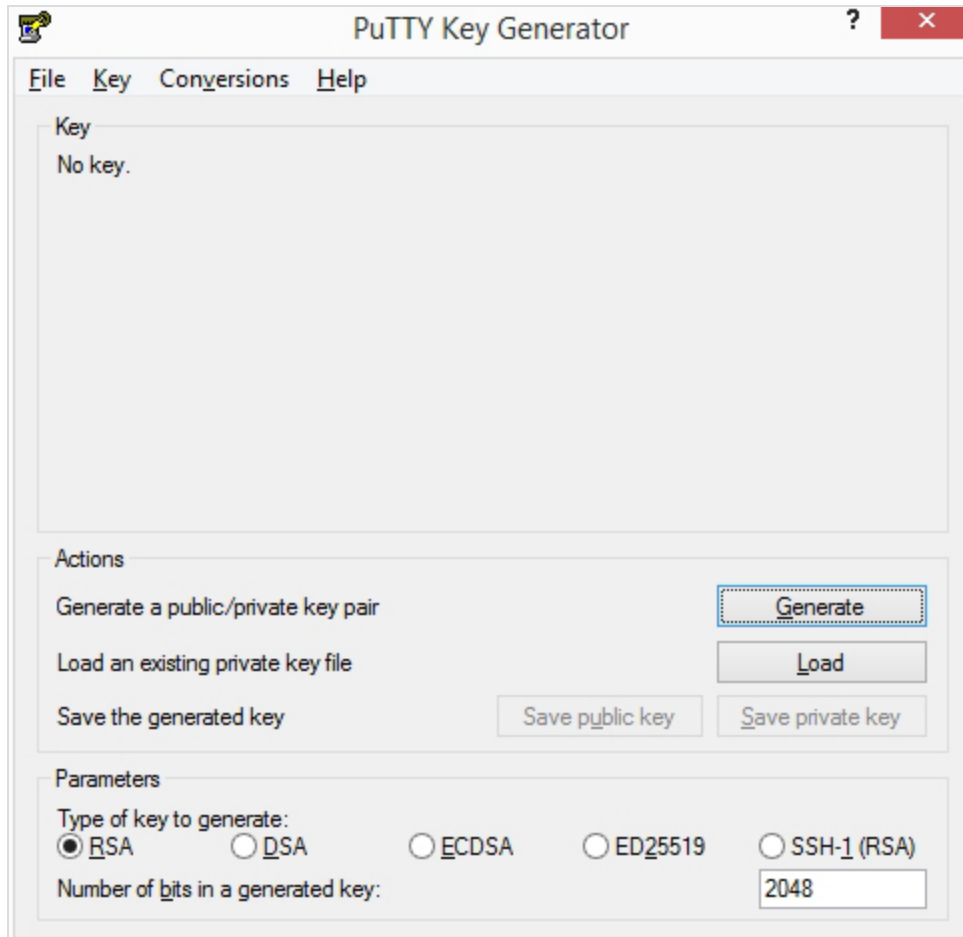 PuTTY Key Generator ? ×
File Key Conversions Help
Key
No key.
Actions
Generate a public/private key pair Generate
Load an existing private key file Load
Save the generated key Save public key Save private key
Parameters
Type of key to generate:
RSA DSA ECDSA ED25519 SSH-1 (RSA)
Number of bits in a generated key: 2048